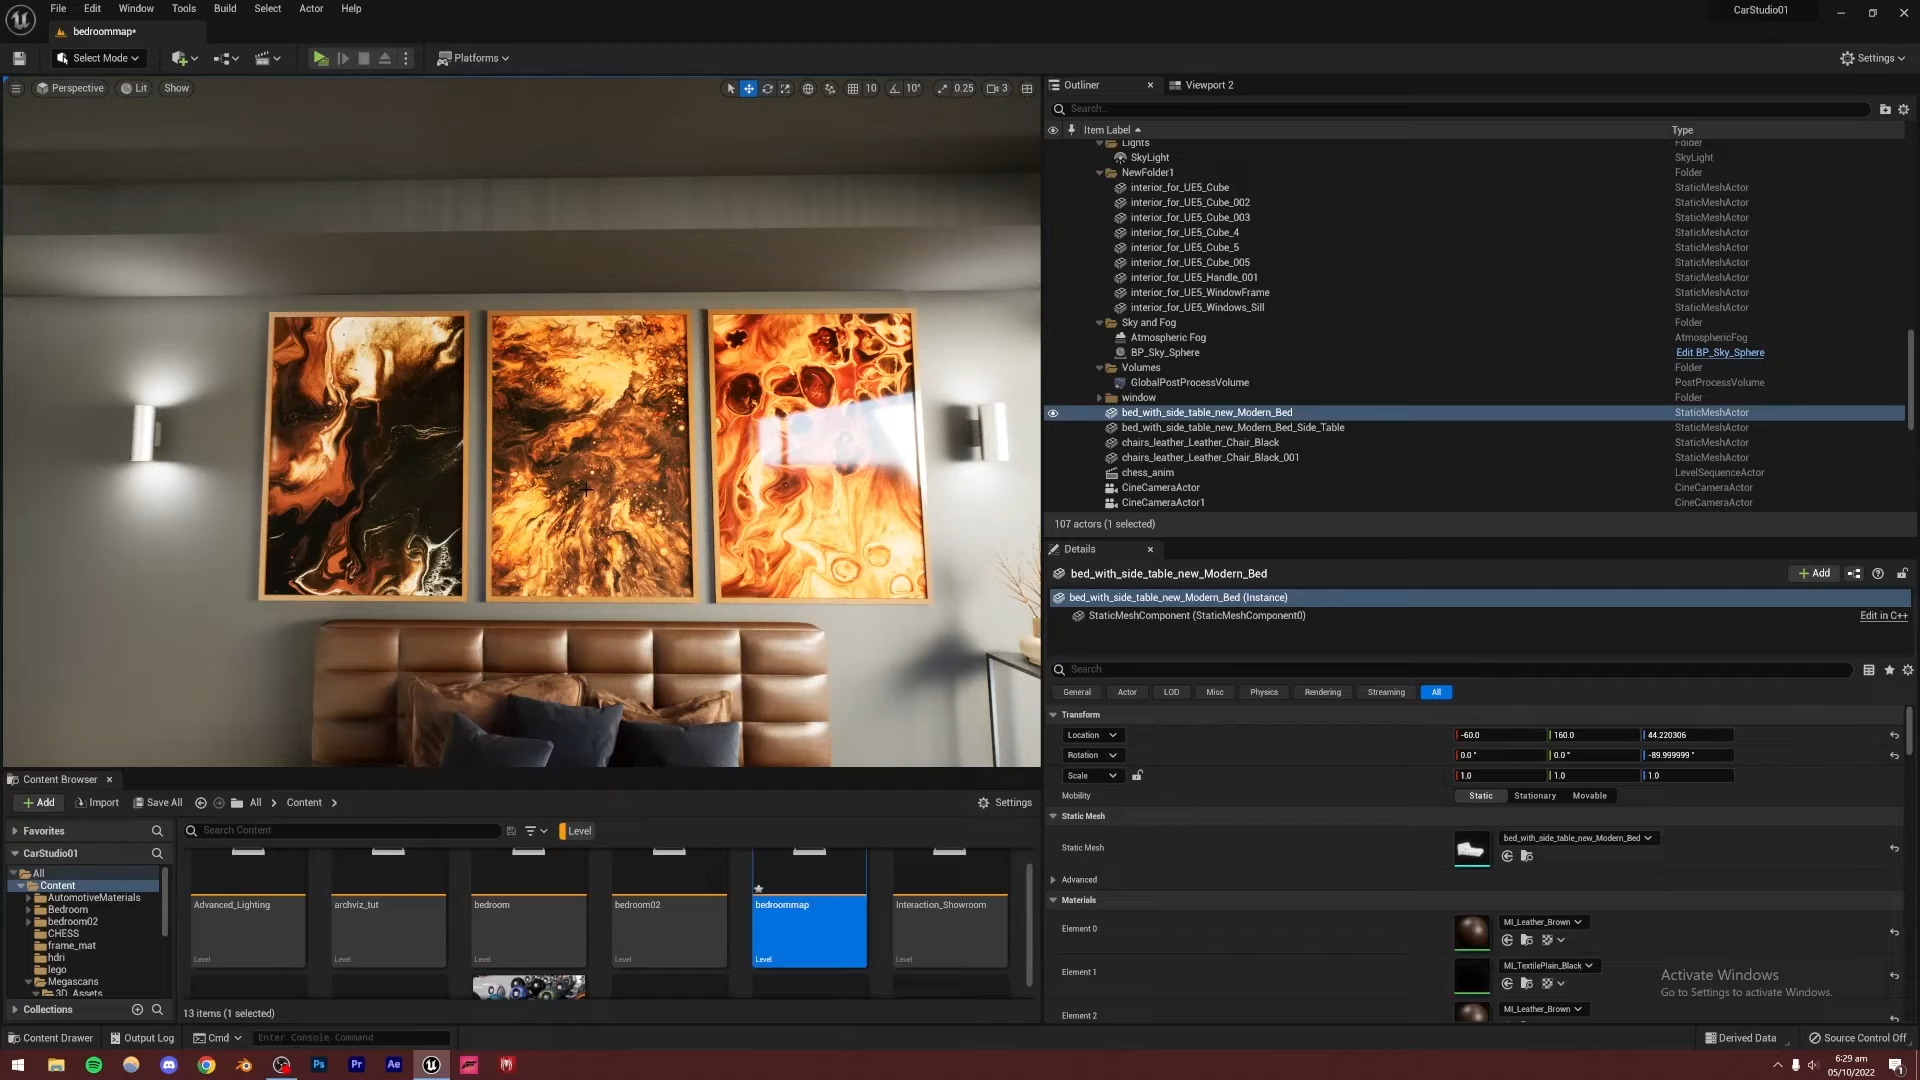 File Edit Window Tools Build Select Actor Help
CarStudio01
bedroommap*
Select Mode
Platforms
Settings
Perspective Lit Show
10 10° 0.25 3
Outliner
Viewport 2
Search...
Item Label Type
Lights Folder
SkyLight SkyLight
NewFolder1 Folder
interior_for_UE5_Cube StaticMeshActor
interior_for_UE5_Cube_002 StaticMeshActor
interior_for_UE5_Cube_003 StaticMeshActor
interior_for_UE5_Cube_4 StaticMeshActor
interior_for_UE5_Cube_5 StaticMeshActor
interior_for_UE5_Cube_005 StaticMeshActor
interior_for_UE5_Handle_001 StaticMeshActor
interior_for_UE5_WindowFrame StaticMeshActor
interior_for_UE5_Windows_Sill StaticMeshActor
Sky and Fog Folder
Atmospheric Fog AtmosphericFog
BP_Sky_Sphere Edit BP_Sky_Sphere
Volumes Folder
GlobalPostProcessVolume PostProcessVolume
window Folder
bed_with_side_table_new_Modern_Bed StaticMeshActor
bed_with_side_table_new_Modern_Bed_Side_Table StaticMeshActor
chairs_leather_Leather_Chair_Black StaticMeshActor
chairs_leather_Leather_Chair_Black_001 StaticMeshActor
chess_anim LevelSequenceActor
CineCameraActor CineCameraActor
CineCameraActor1 CineCameraActor
107 actors (1 selected)
Details
bed_with_side_table_new_Modern_Bed
Add
bed_with_side_table_new_Modern_Bed (Instance)
StaticMeshComponent (StaticMeshComponent0) Edit in C++
Search
General Actor LOD Misc Physics Rendering Streaming All
Transform
Location -60.0 160.0 44.220306
Rotation 0.0 ° 0.0 ° -89.999999 °
Scale 1.0 1.0 1.0
Mobility Static Stationary Movable
Static Mesh
Static Mesh bed_with_side_table_new_Modern_Bed
Advanced
Materials
Element 0 MI_Leather_Brown
Element 1 MI_TextilePlain_Black
Element 2 MI_Leather_Brown
Activate Windows
Go to Settings to activate Windows.
Content Browser
Add Import Save All All Content Settings
Favorites
Search Content
Level
CarStudio01
All
Content
AutomotiveMaterials
Bedroom
bedroom02
CHESS
frame_mat
hdri
lego
Megascans
3D_Assets
Collections
Advanced_Lighting archviz_tut bedroom bedroom02 bedroommap Interaction_Showroom
Level Level Level Level Level Level
13 items (1 selected)
Content Drawer Output Log Cmd Enter Console Command
Derived Data Source Control Off
Ps Pr Ae
6:29 am
05/10/2022
1